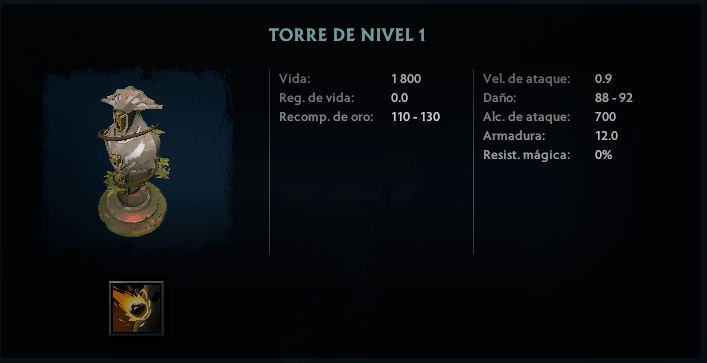 TORRE DE NIVEL 1
Vida: 1 800
Reg. de vida: 0.0
Recomp. de oro: 110 - 130
Vel. de ataque: 0.9
Daño: 88 - 92
Alc. de ataque: 700
Armadura: 12.0
Resist. mágica: 0%